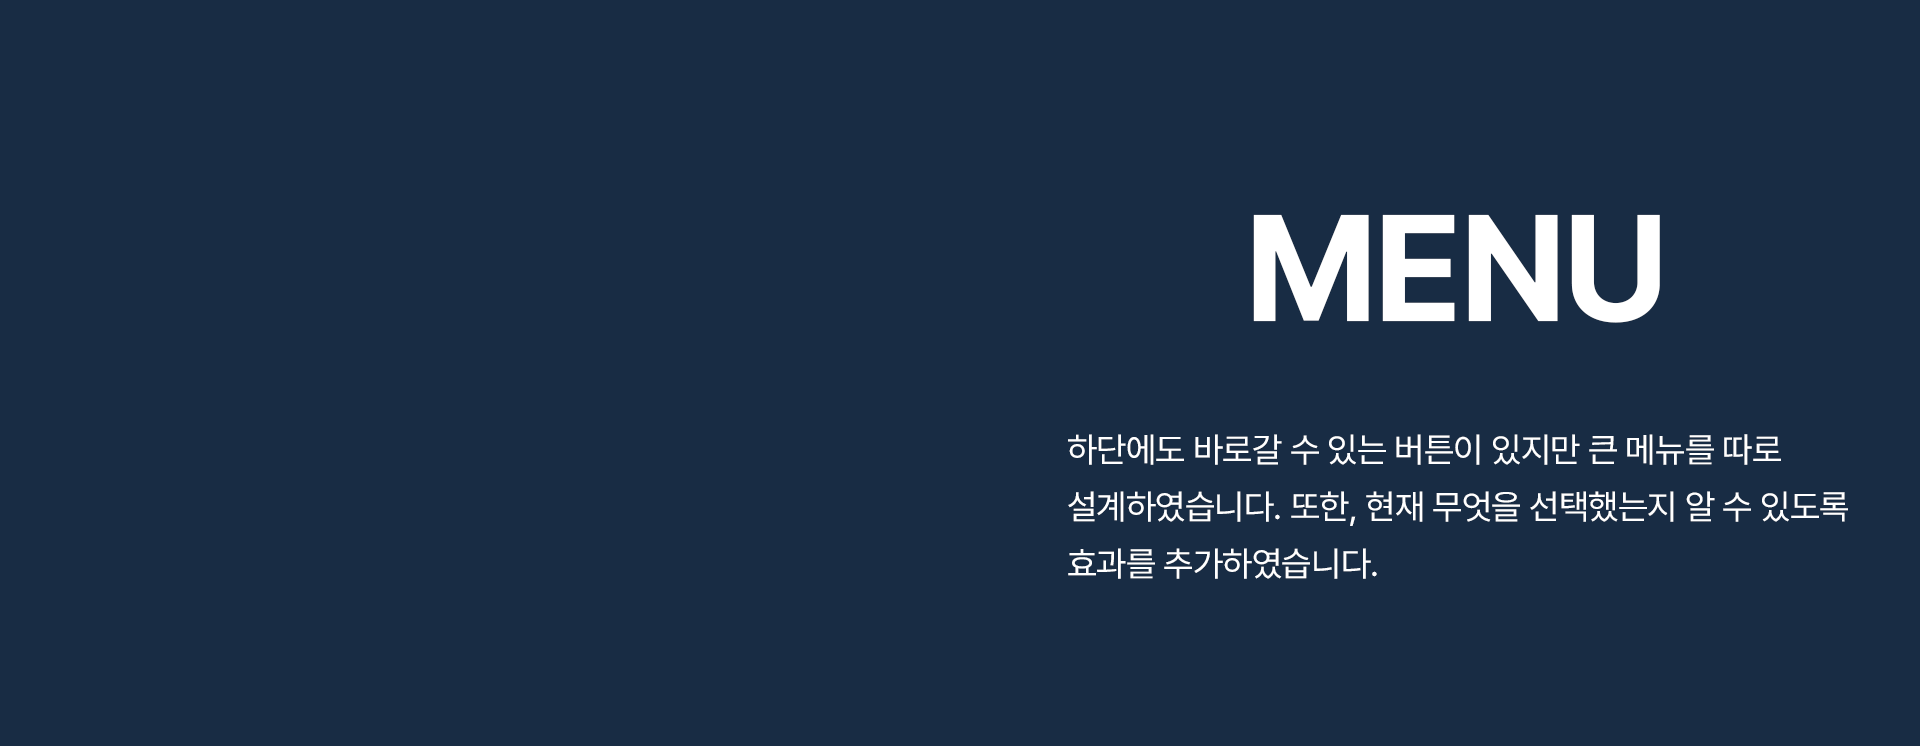 MENU
하단에도 바로갈 수 있는 버튼이 있지만 큰 메뉴를 따로
설계하였습니다. 또한, 현재 무엇을 선택했는지 알 수 있도록
효과를 추가하였습니다.